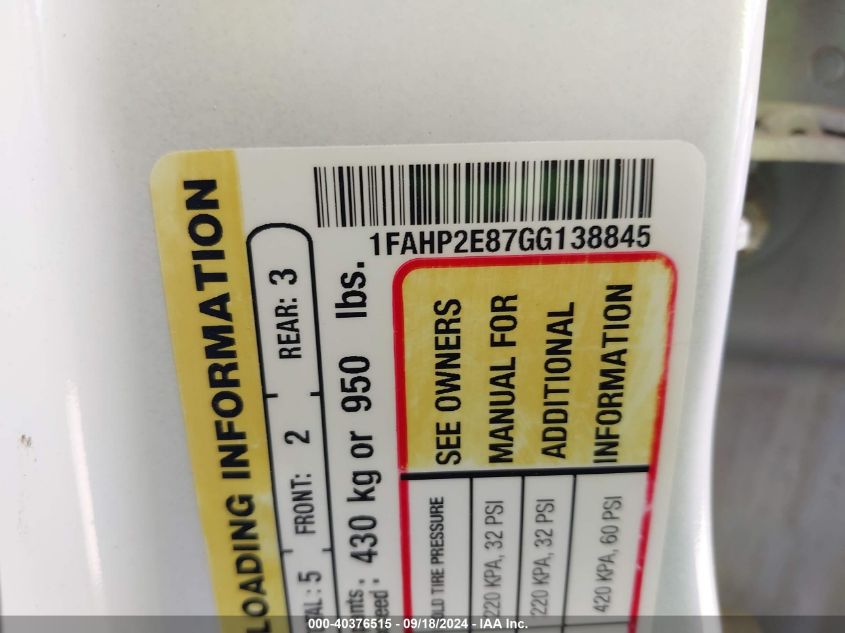 1FAHP2E87GG138845
LOADING INFORMATION
FRONT: 2 REAR: 3
430 kg or 950 lbs.
SEE OWNERS
MANUAL FOR
ADDITIONAL
INFORMATION
TIRE PRESSURE
220 KPA, 32 PSI
220 KPA, 32 PSI
420 KPA, 60 PSI
000-40376515 - 09/18/2024 - IAA Inc.